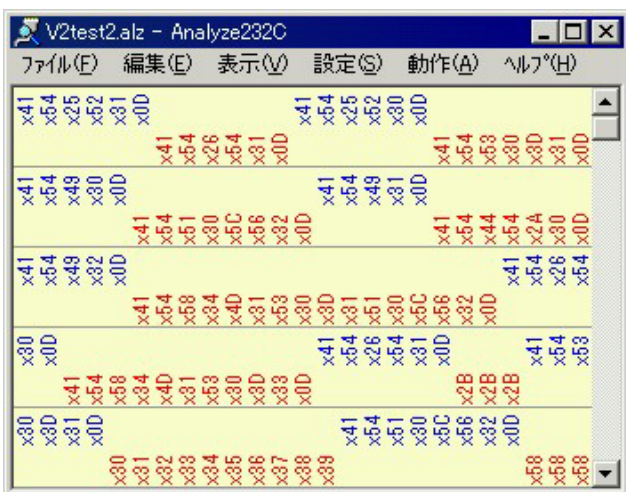 V2test2.alz - Analyze232C
ﾌｧｲﾙ(F) 編集(E) 表示(V) 設定(S) 動作(A) ﾍﾙﾌﾟ(H)
x41 x54 x25 x52 x31 x0D x41 x54 x25 x52 x30 x0D
x41 x54 x26 x54 x31 x0D x41 x54 x53 x30 x3D x31 x0D
x41 x54 x49 x30 x0D x41 x54 x49 x31 x0D
x41 x54 x51 x30 x5C x56 x32 x0D x41 x54 x44 x54 x2A x30 x0D
x41 x54 x49 x32 x0D x41 x54 x26 x54
x41 x54 x58 x34 x4D x31 x53 x30 x3D x31 x51 x30 x5C x56 x32 x0D
x30 x0D x41 x54 x26 x54 x31 x0D x41 x54 x53
x41 x54 x58 x34 x4D x31 x53 x30 x3D x33 x0D x2B x2B x2B
x30 x3D x31 x0D x41 x54 x51 x30 x5C x56 x32 x0D
x30 x31 x32 x33 x34 x35 x36 x37 x38 x39 x58 x58 x58